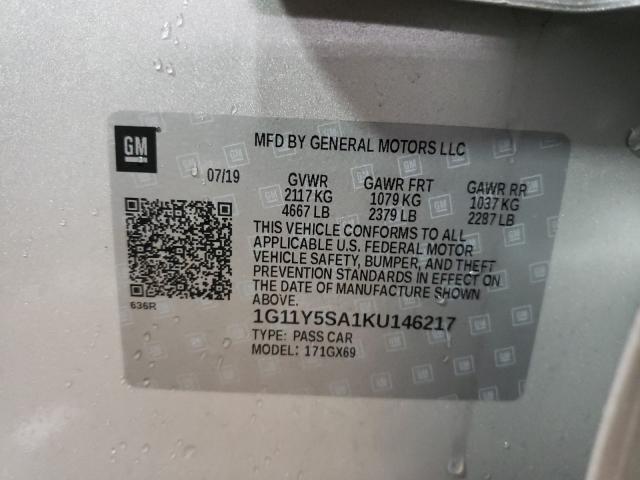 GM
MFD BY GENERAL MOTORS LLC
07/19
GVWR GAWR FRT GAWR RR
2117 KG 1079 KG 1037 KG
4667 LB 2379 LB 2287 LB
THIS VEHICLE CONFORMS TO ALL
APPLICABLE U.S. FEDERAL MOTOR
VEHICLE SAFETY, BUMPER, AND THEFT
PREVENTION STANDARDS IN EFFECT ON
THE DATE OF MANUFACTURE SHOWN
ABOVE.
636R
1G11Y5SA1KU146217
TYPE: PASS CAR
MODEL: 171GX69